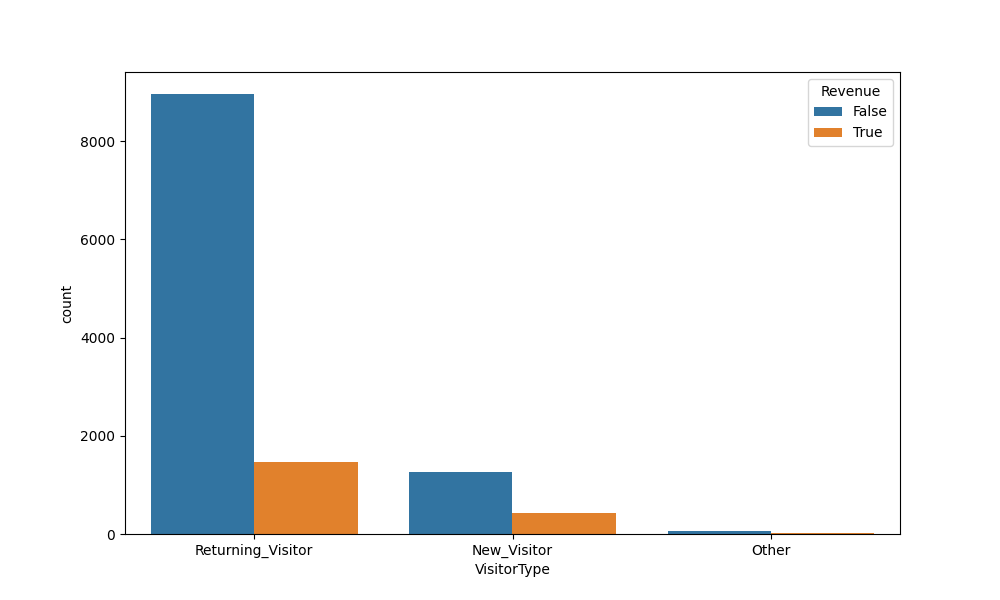 Revenue
False
True
8000
6000
4000
2000
0
count
Returning_Visitor
New_Visitor
Other
VisitorType